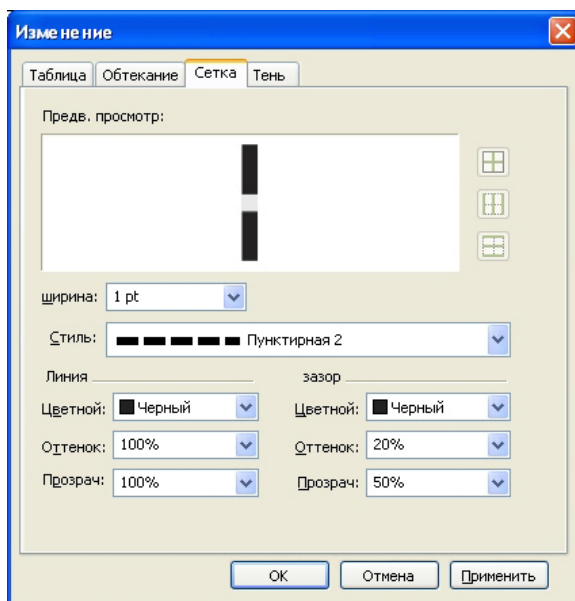 Изменение
Таблица Обтекание Сетка Тень
Предв. просмотр:
ширина: 1 pt
Стиль: Пунктирная 2
Линия зазор
Цветной: Черный Цветной: Черный
Оттенок: 100% Оттенок: 20%
Прозрач: 100% Прозрач: 50%
OK Отмена Применить